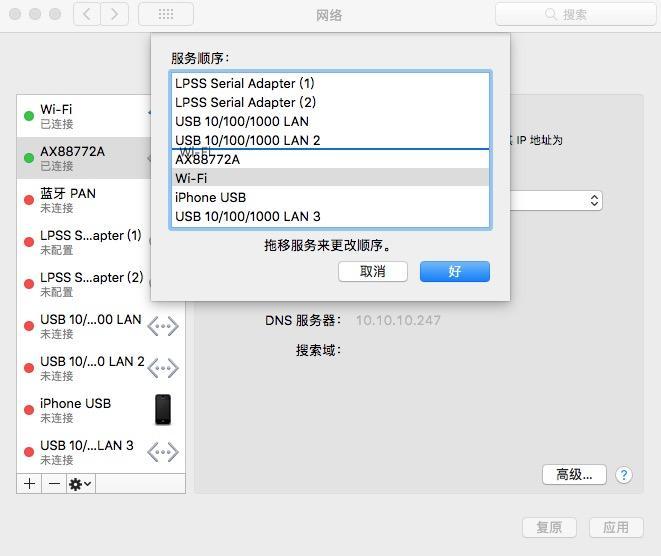 网络
搜索
服务顺序：
LPSS Serial Adapter (1)
LPSS Serial Adapter (2)
USB 10/100/1000 LAN
USB 10/100/1000 LAN 2
Wi-Fi
AX88772A
Wi-Fi
iPhone USB
USB 10/100/1000 LAN 3
拖移服务来更改顺序。
取消
好
Wi-Fi
已连接
AX88772A
已连接
蓝牙 PAN
未连接
LPSS S...apter (1)
未配置
LPSS S...apter (2)
未配置
USB 10/...00 LAN
未连接
USB 10/...0 LAN 2
未连接
iPhone USB
未连接
USB 10/...LAN 3
未连接
IP 地址为
DNS 服务器： 10.10.10.247
搜索域：
高级...
?
复原
应用